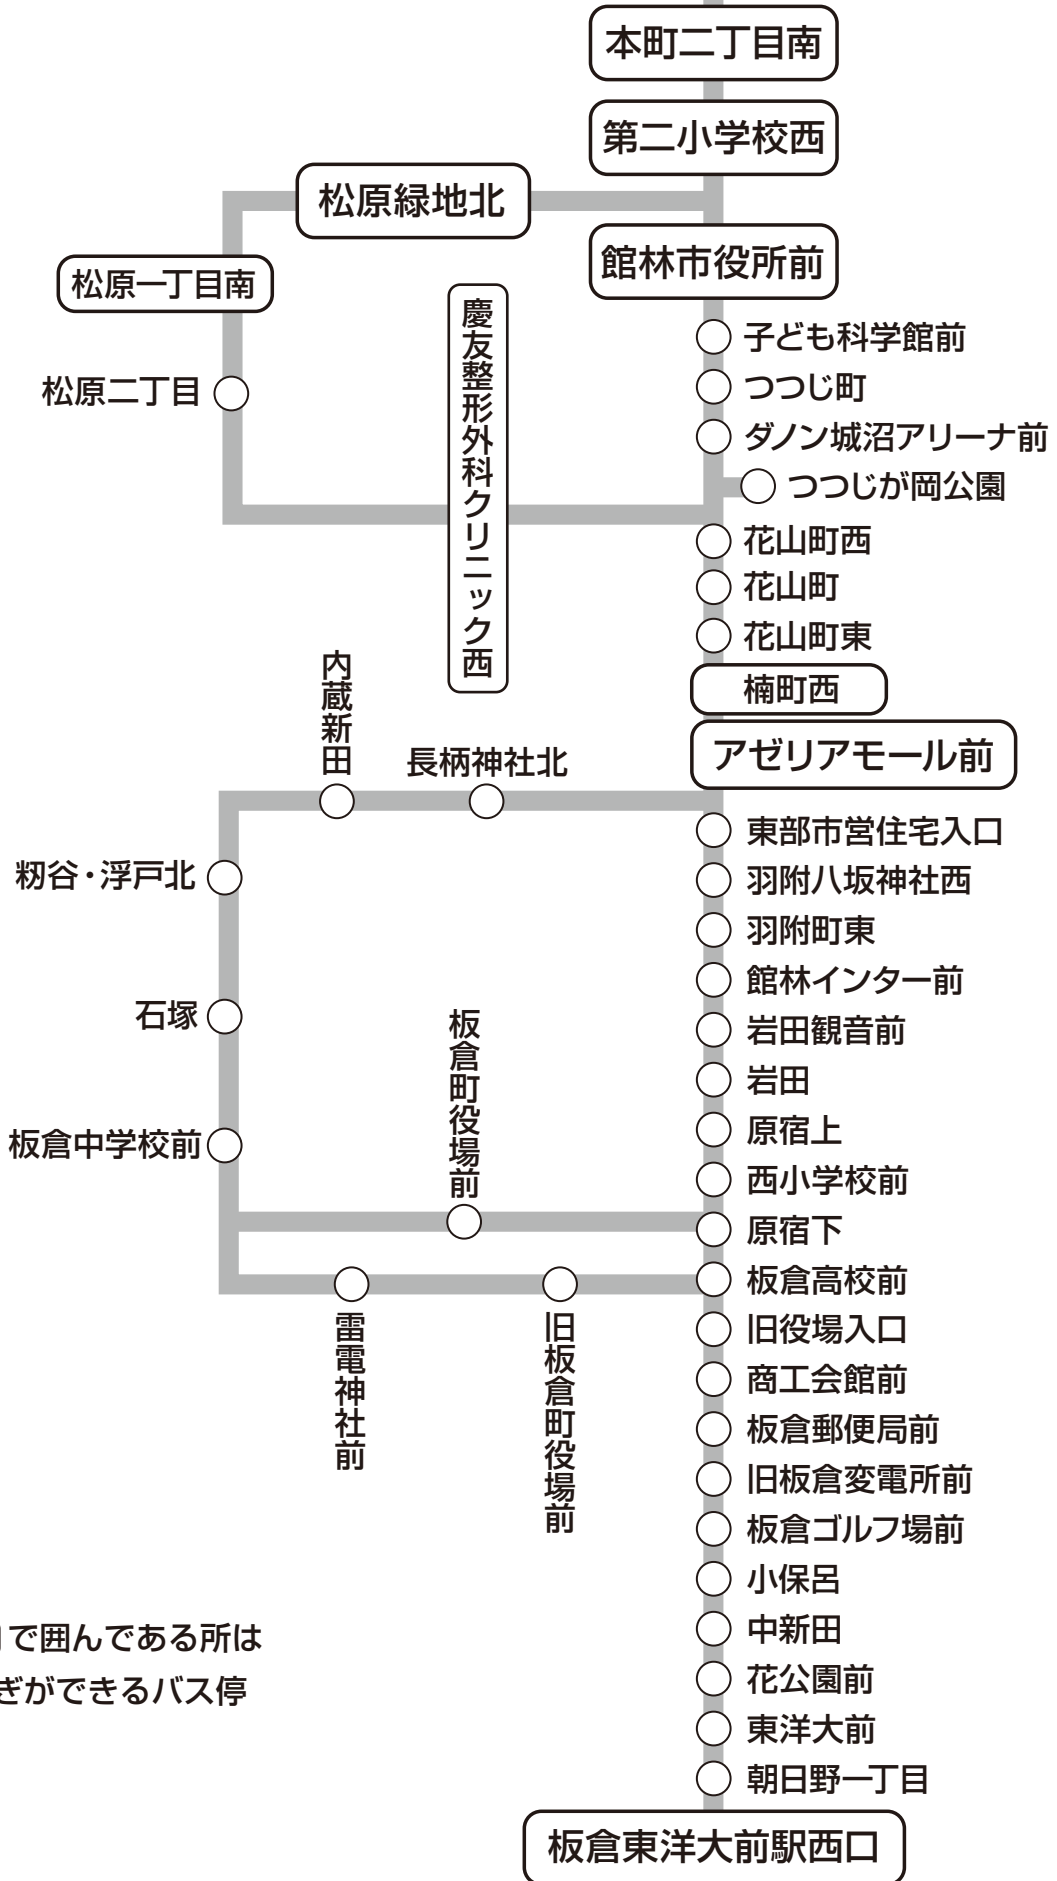 本町二丁目南
第二小学校西
松原緑地北
館林市役所前
松原一丁目南
慶友整形外科クリニック西
子ども科学館前
松原二丁目
つつじ町
ダノン城沼アリーナ前
つつじが岡公園
花山町西
花山町
花山町東
内蔵新田
楠町西
長柄神社北
アゼリアモール前
東部市営住宅入口
籾谷・浮戸北
羽附八坂神社西
羽附町東
館林インター前
石塚
板倉町役場前
岩田観音前
岩田
原宿上
板倉中学校前
西小学校前
原宿下
板倉高校前
雷電神社前
旧板倉町役場前
旧役場入口
商工会館前
板倉郵便局前
旧板倉変電所前
板倉ゴルフ場前
小保呂
中新田
で囲んである所は
ぎができるバス停
花公園前
東洋大前
朝日野一丁目
板倉東洋大前駅西口